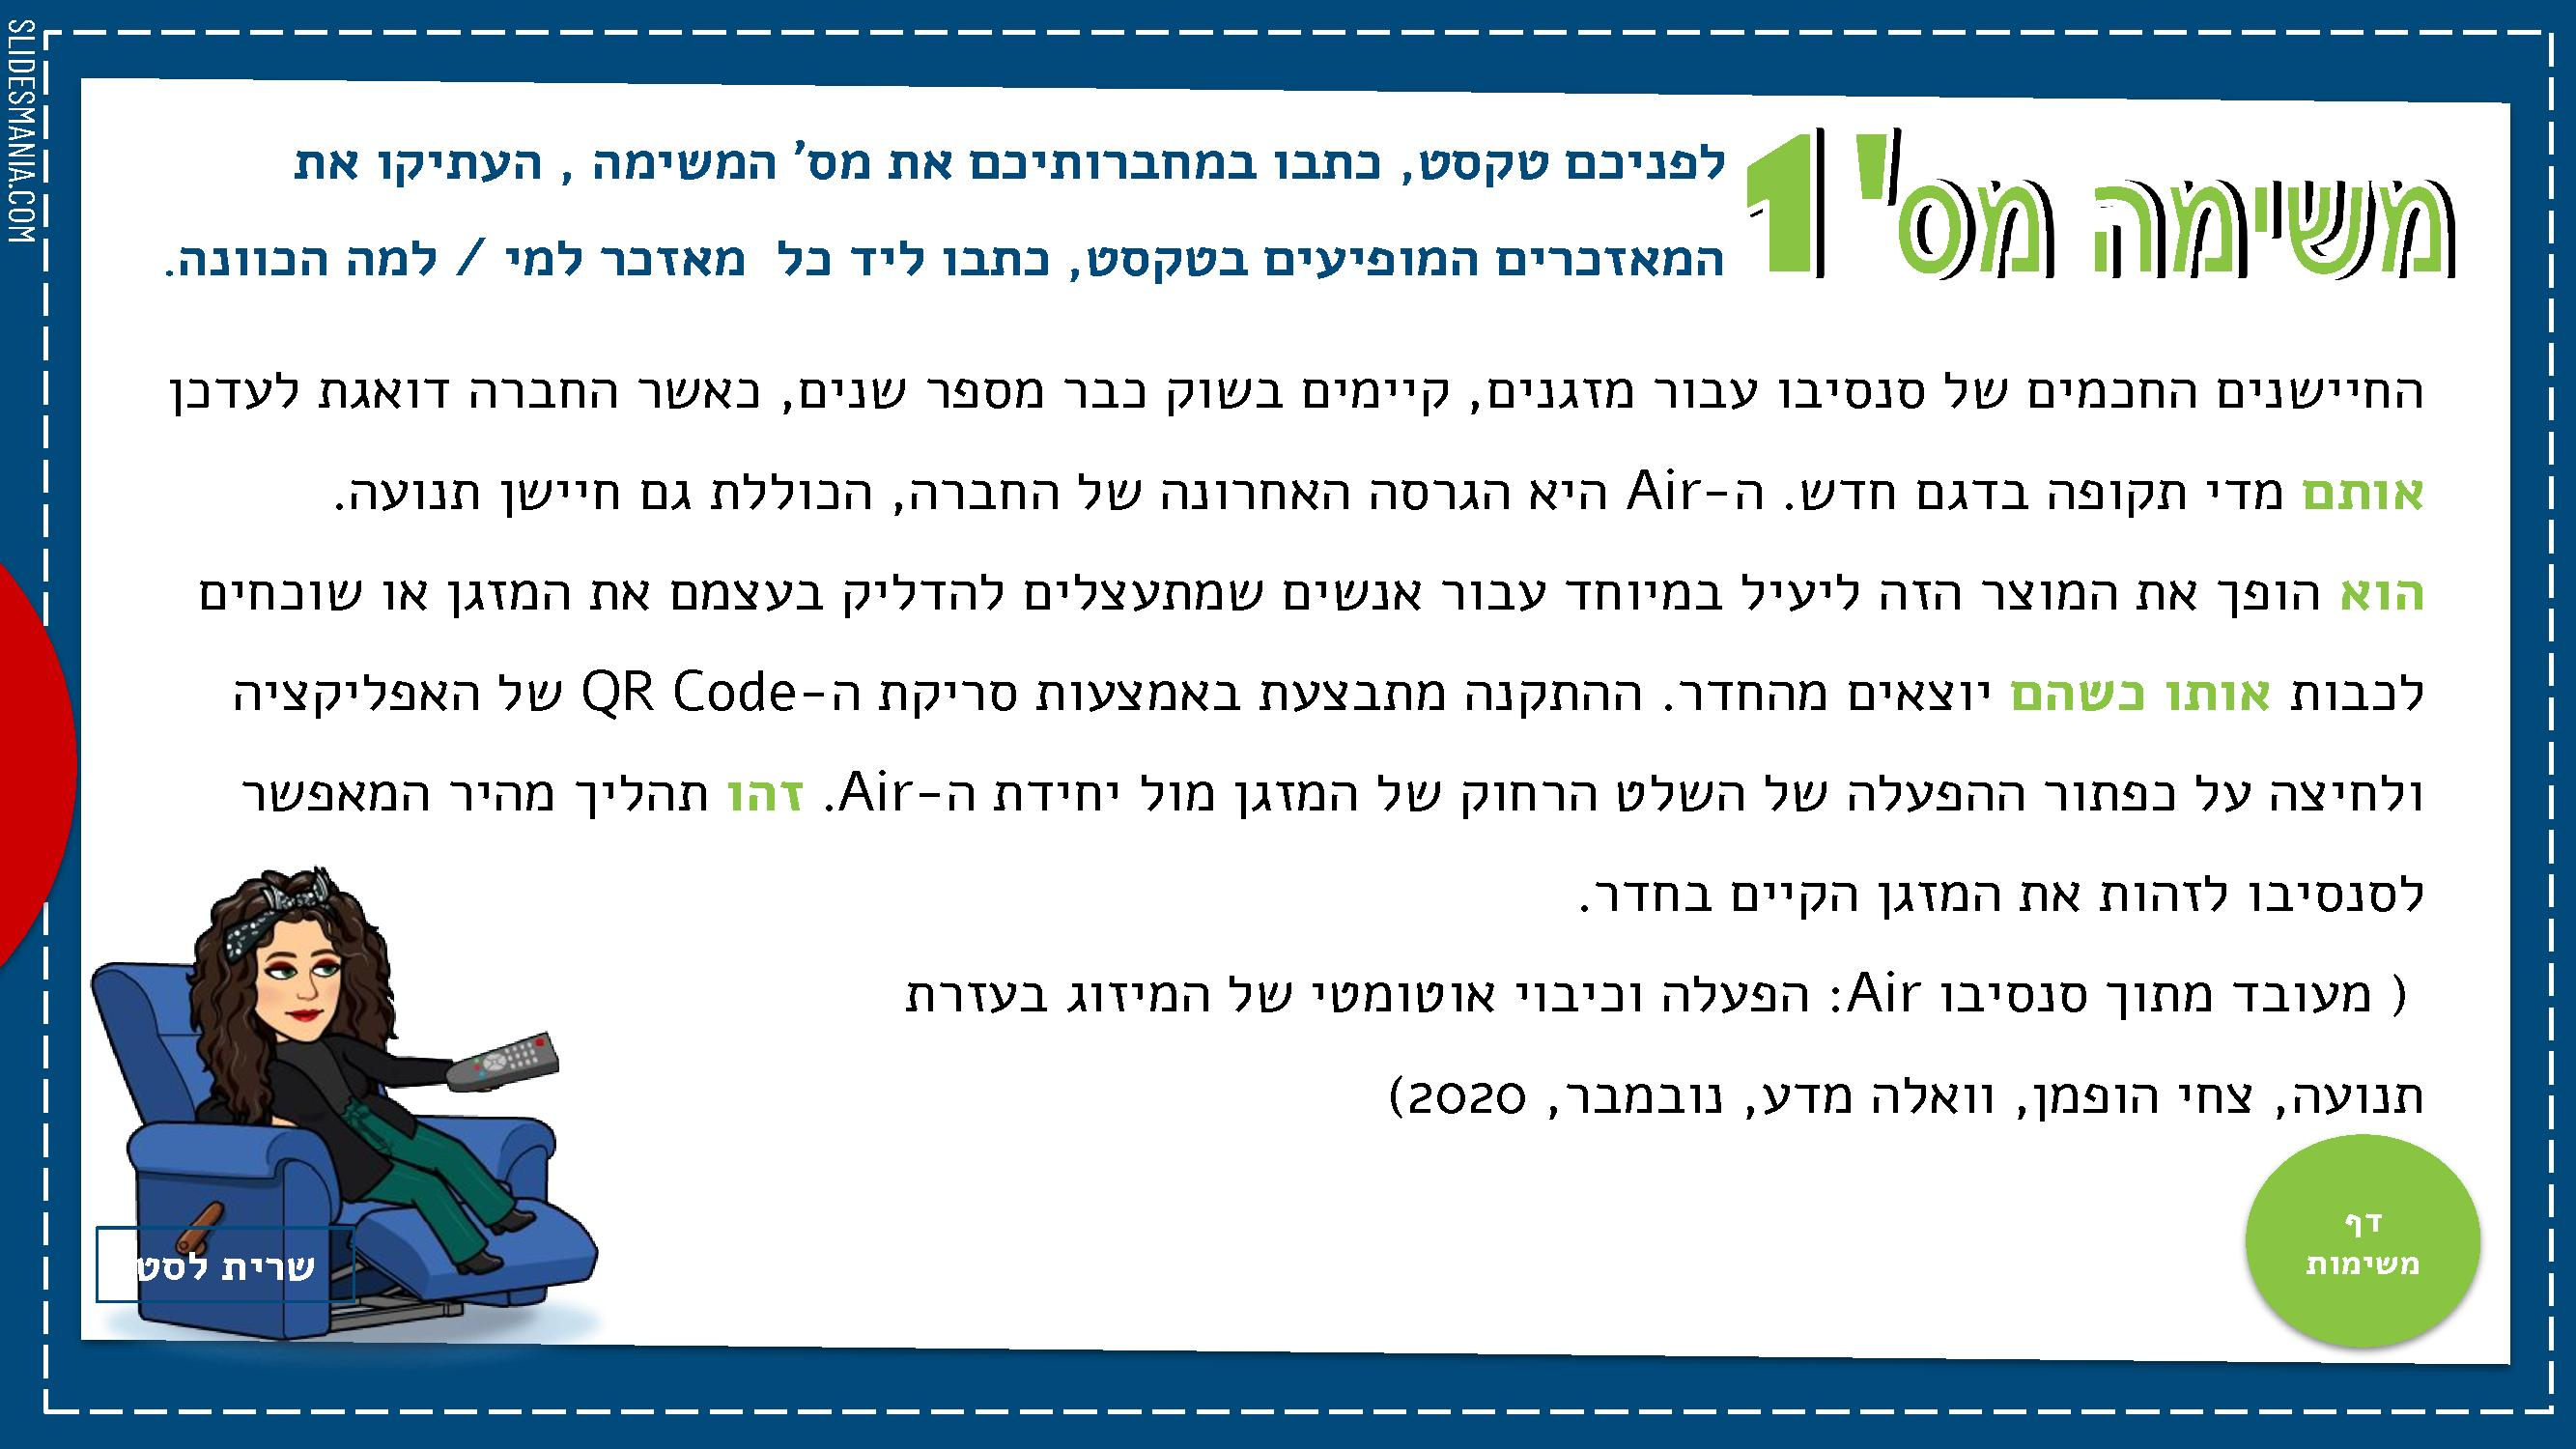 SLIDESMANIA.COM
משימה מס' 1
לפניכם טקסט, כתבו במחברותיכם את מס' המשימה , העתיקו את
המאזכרים המופיעים בטקסט, כתבו ליד כל מאזכר למי / למה הכוונה.
החיישנים החכמים של סנסיבו עבור מזגנים, קיימים בשוק כבר מספר שנים, כאשר החברה דואגת לעדכן
אותם מדי תקופה בדגם חדש. ה-Air היא הגרסה האחרונה של החברה, הכוללת גם חיישן תנועה.
הוא הופך את המוצר הזה ליעיל במיוחד עבור אנשים שמתעצלים להדליק בעצמם את המזגן או שוכחים
לכבות אותו כשהם יוצאים מהחדר. ההתקנה מתבצעת באמצעות סריקת ה-QR Code של האפליקציה
ולחיצה על כפתור ההפעלה של השלט הרחוק של המזגן מול יחידת ה-Air. זהו תהליך מהיר המאפשר
לסנסיבו לזהות את המזגן הקיים בחדר.
( מעובד מתוך סנסיבו Air: הפעלה וכיבוי אוטומטי של המיזוג בעזרת
תנועה, צחי הופמן, וואלה מדע, נובמבר, 2020)
דף
משימות
שרית לסט